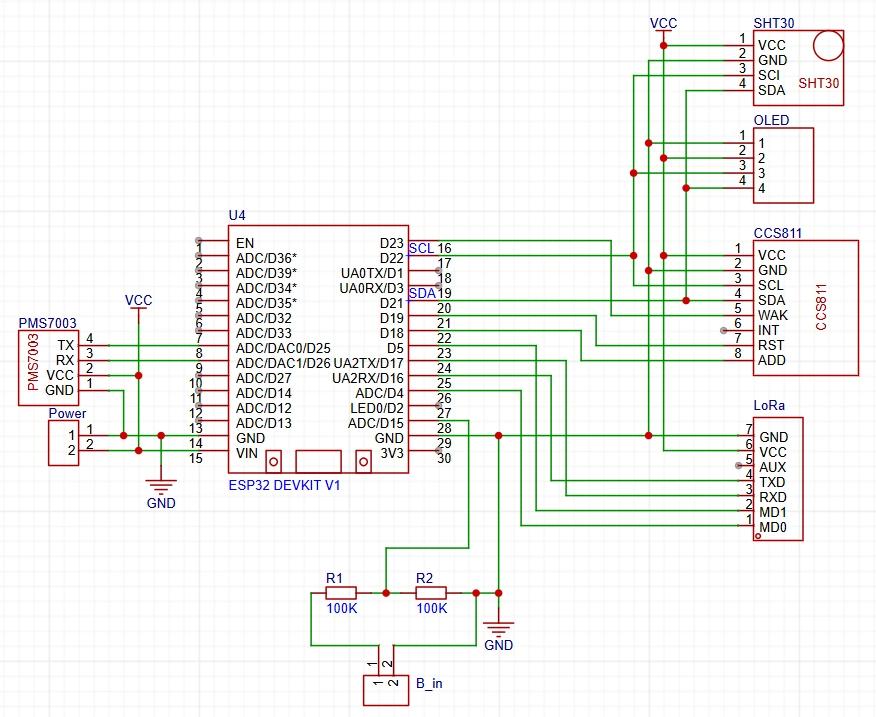 VCC
SHT30
1 VCC
2 GND
3 SCI
4 SDA
SHT30
OLED
1 1
2 2
3 3
4 4
U4
CCS811
1 VCC
2 GND
3 SCL
4 SDA
5 WAK
6 INT
7 RST
8 ADD
CCS811
1 EN
2 ADC/D36*
3 ADC/D39*
4 ADC/D34*
5 ADC/D35*
6 ADC/D32
7 ADC/D33
8 ADC/DAC0/D25
9 ADC/DAC1/D26
10 ADC/D27
11 ADC/D14
12 ADC/D12
13 ADC/D13
14 GND
15 VIN
D23 16
SCL
D22 17
UA0TX/D1 18
UA0RX/D3 19
SDA
D21 20
D19 21
D18 22
D5 23
UA2TX/D17 24
UA2RX/D16 25
ADC/D4 26
LED0/D2 27
ADC/D15 28
GND 29
3V3 30
ESP32 DEVKIT V1
VCC
PMS7003
PMS7003
TX 4
RX 3
VCC 2
GND 1
Power
1 1
2 2
GND
LoRa
7 GND
6 VCC
5 AUX
4 TXD
3 RXD
2 MD1
1 MD0
R1
100K
R2
100K
GND
1 2
1 2
B_in